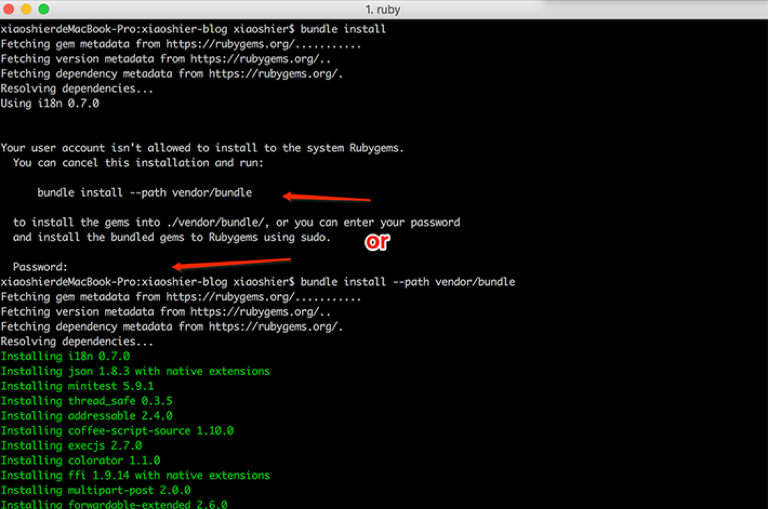 1. ruby
xiaoshierdeMacBook-Pro:xiaoshier-blog xiaoshier$ bundle install
Fetching gem metadata from https://rubygems.org/...........
Fetching version metadata from https://rubygems.org/..
Fetching dependency metadata from https://rubygems.org/.
Resolving dependencies...
Using i18n 0.7.0
Your user account isn't allowed to install to the system Rubygems.
You can cancel this installation and run:
bundle install --path vendor/bundle
to install the gems into ./vendor/bundle/, or you can enter your password
and install the bundled gems to Rubygems using sudo.
or
Password:
xiaoshierdeMacBook-Pro:xiaoshier-blog xiaoshier$ bundle install --path vendor/bundle
Fetching gem metadata from https://rubygems.org/...........
Fetching version metadata from https://rubygems.org/..
Fetching dependency metadata from https://rubygems.org/.
Resolving dependencies...
Installing i18n 0.7.0
Installing json 1.8.3 with native extensions
Installing minitest 5.9.1
Installing thread_safe 0.3.5
Installing addressable 2.4.0
Installing coffee-script-source 1.10.0
Installing execjs 2.7.0
Installing colorator 1.1.0
Installing ffi 1.9.14 with native extensions
Installing multipart-post 2.0.0
Installing forwardable-extended 2.6.0